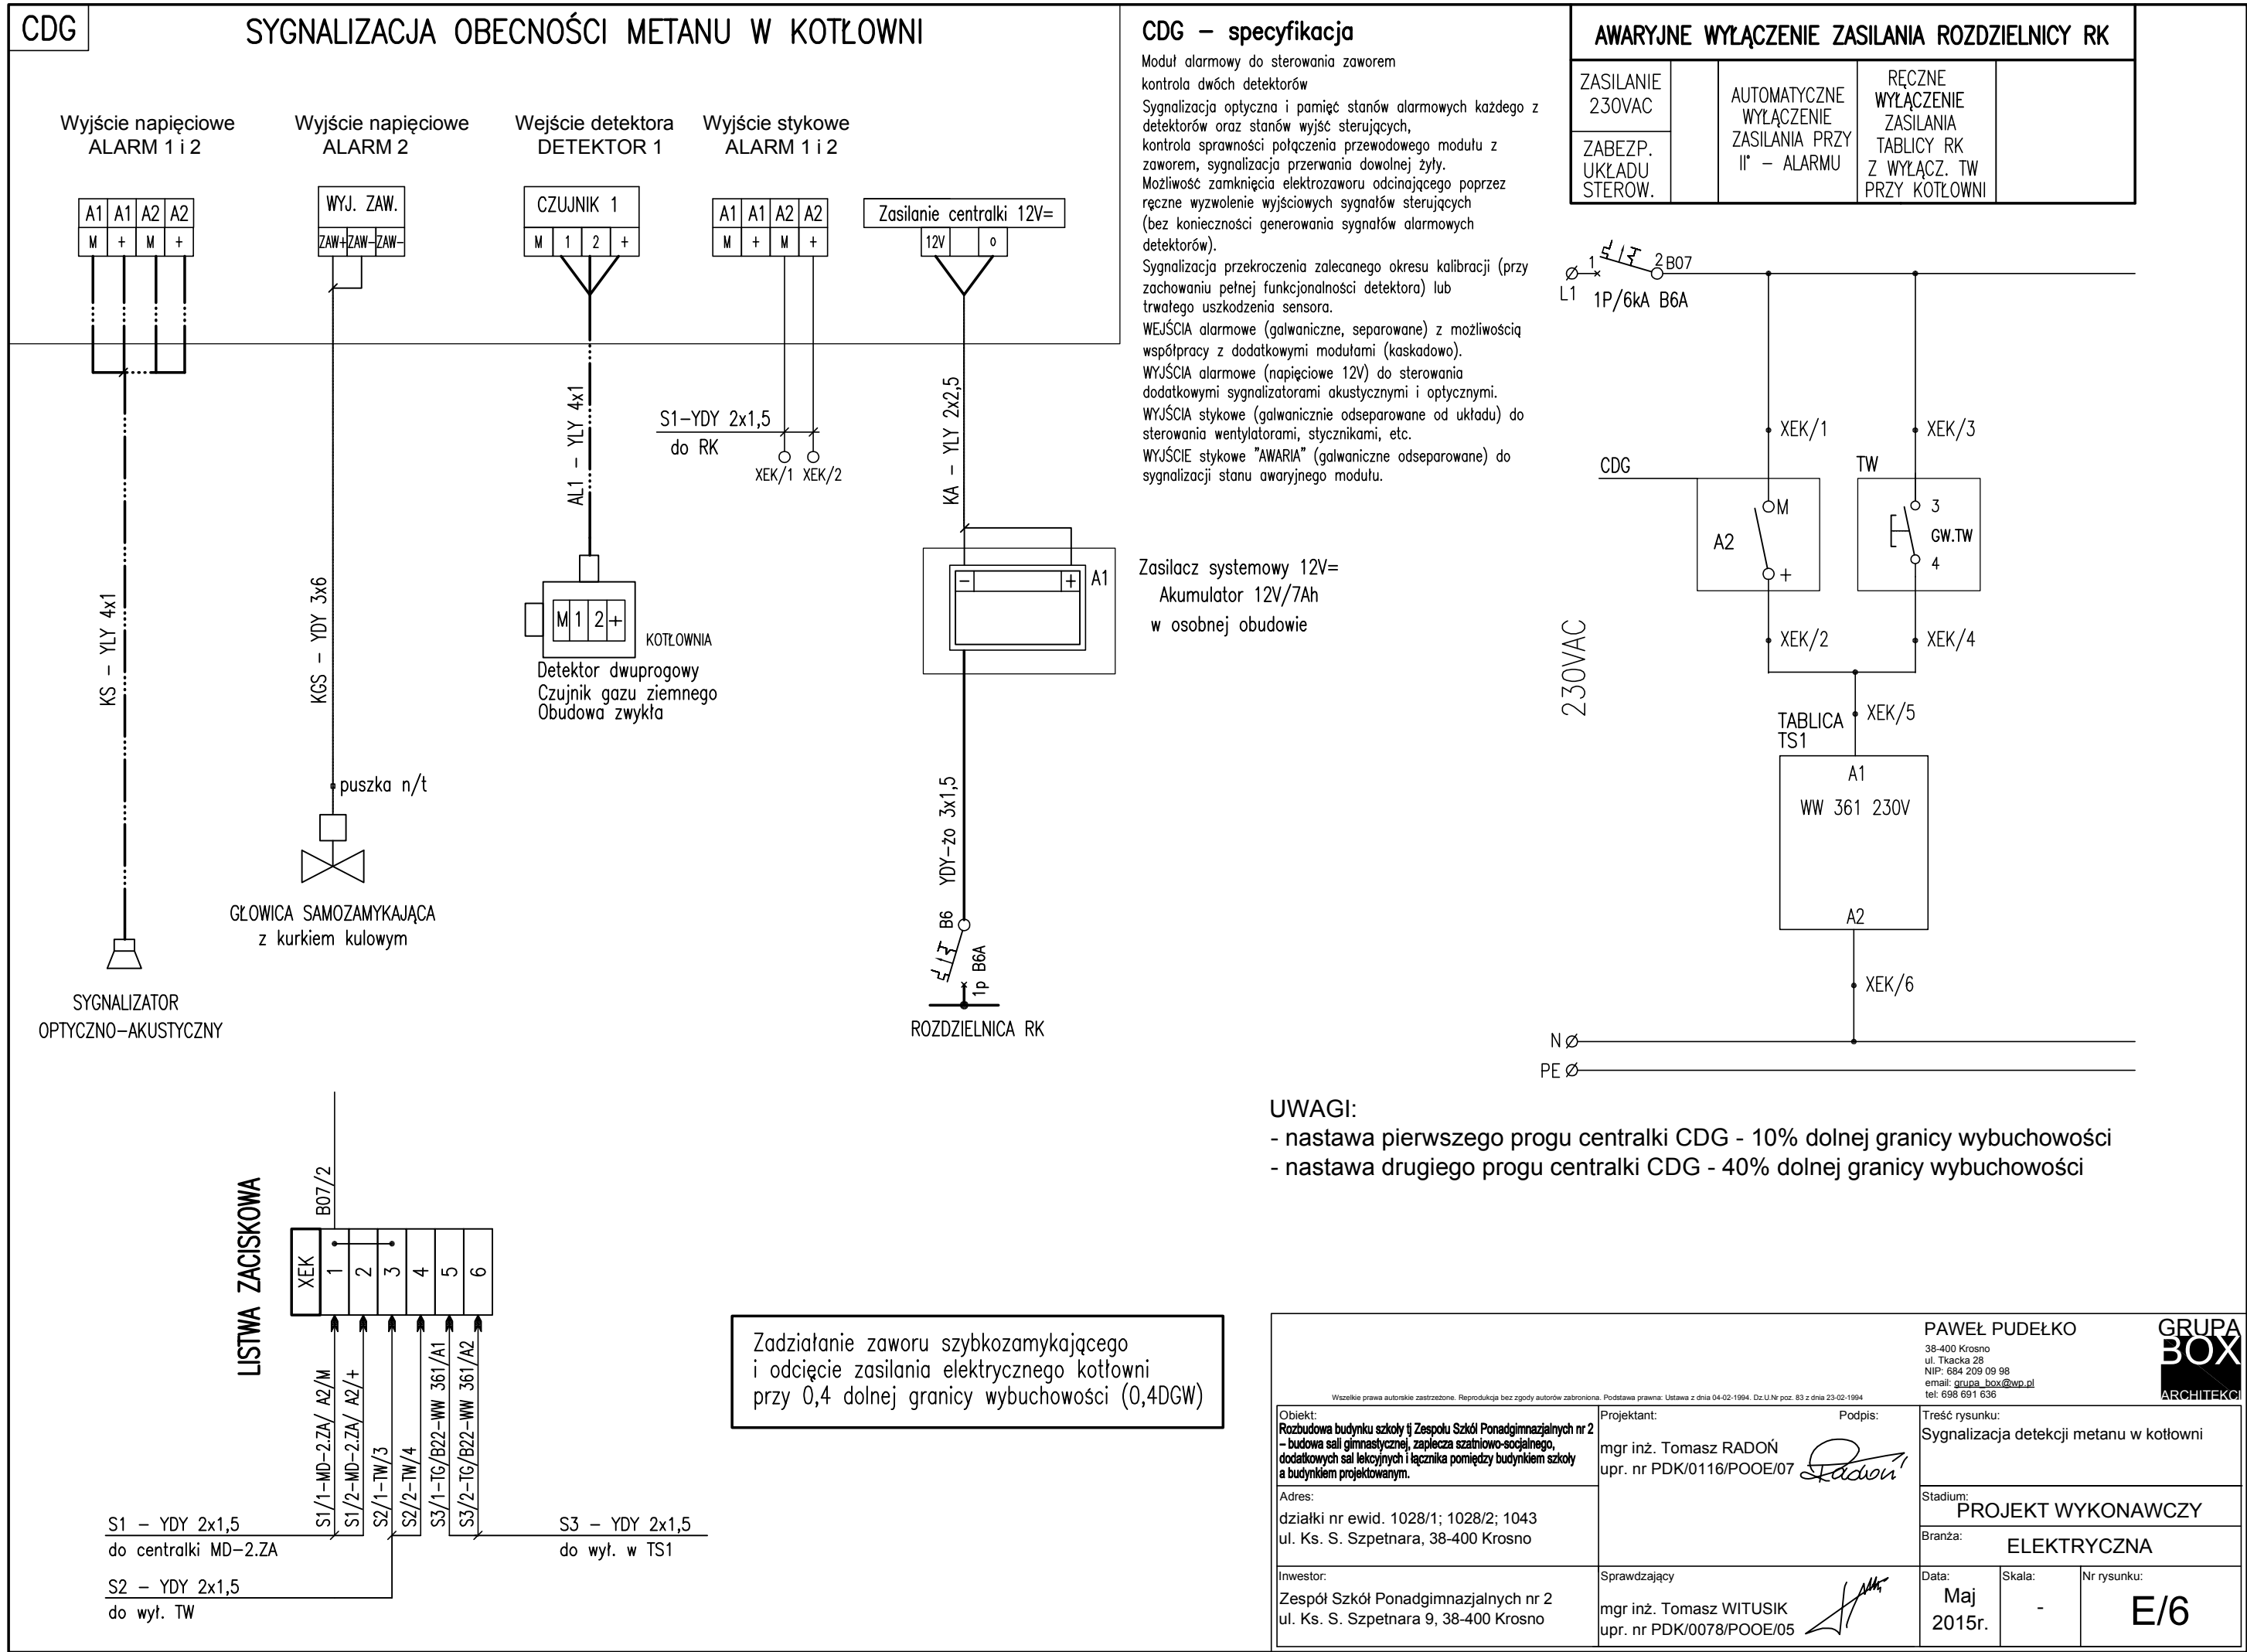 CDG
SYGNALIZACJA OBECNOŚCI METANU W KOTŁOWNI
Wyjście napięciowe
ALARM 1 i 2
Wyjście napięciowe
ALARM 2
Wejście detektora
DETEKTOR 1
Wyjście stykowe
ALARM 1 i 2
A1 A1 A2 A2
M + M +
WYJ. ZAW.
ZAW+ ZAW- ZAW-
CZUJNIK 1
M 1 2 +
A1 A1 A2 A2
M + M +
Zasilanie centralki 12V=
12V o
KS - YLY 4x1
KGS - YDY 3x6
AL1 - YLY 4x1
S1-YDY 2x1,5
do RK
XEK/1 XEK/2
KA - YLY 2x2,5
puszka n/t
GŁOWICA SAMOZAMYKAJĄCA
z kurkiem kulowym
SYGNALIZATOR
OPTYCZNO-AKUSTYCZNY
M 1 2 +
KOTŁOWNIA
Detektor dwuprogowy
Czujnik gazu ziemnego
Obudowa zwykła
- + A1
Zasilacz systemowy 12V=
Akumulator 12V/7Ah
w osobnej obudowie
YDY-żo 3x1,5
B6
1p B6A
ROZDZIELNICA RK
CDG - specyfikacja
Moduł alarmowy do sterowania zaworem
kontrola dwóch detektorów
Sygnalizacja optyczna i pamięć stanów alarmowych każdego z
detektorów oraz stanów wyjść sterujących,
kontrola sprawności połączenia przewodowego modułu z
zaworem, sygnalizacja przerwania dowolnej żyły.
Możliwość zamknięcia elektrozaworu odcinającego poprzez
ręczne wyzwolenie wyjściowych sygnałów sterujących
(bez konieczności generowania sygnałów alarmowych
detektorów).
Sygnalizacja przekroczenia zalecanego okresu kalibracji (przy
zachowaniu pełnej funkcjonalności detektora) lub
trwałego uszkodzenia sensora.
WEJŚCIA alarmowe (galwaniczne, separowane) z możliwością
współpracy z dodatkowymi modułami (kaskadowo).
WYJŚCIA alarmowe (napięciowe 12V) do sterowania
dodatkowymi sygnalizatorami akustycznymi i optycznymi.
WYJŚCIA stykowe (galwanicznie odseparowane od układu) do
sterowania wentylatorami, stycznikami, etc.
WYJŚCIE stykowe "AWARIA" (galwaniczne odseparowane) do
sygnalizacji stanu awaryjnego modułu.
AWARYJNE WYŁĄCZENIE ZASILANIA ROZDZIELNICY RK
ZASILANIE
230VAC
ZABEZP.
UKŁADU
STEROW.
AUTOMATYCZNE
WYŁĄCZENIE
ZASILANIA PRZY
II° - ALARMU
RĘCZNE
WYŁĄCZENIE
ZASILANIA
TABLICY RK
Z WYŁĄCZ. TW
PRZY KOTŁOWNI
1 2 B07
L1 1P/6kA B6A
XEK/1
XEK/3
CDG
TW
M
A2
+
3
GW.TW
4
XEK/2
XEK/4
230VAC
XEK/5
TABLICA
TS1
A1
WW 361 230V
A2
XEK/6
N
PE
UWAGI:
- nastawa pierwszego progu centralki CDG - 10% dolnej granicy wybuchowości
- nastawa drugiego progu centralki CDG - 40% dolnej granicy wybuchowości
LISTWA ZACISKOWA
B07/2
XEK 1 2 3 4 5 6
S1/1-MD-2.ZA/ A2/M
S1/2-MD-2.ZA/ A2/+
S2/1-TW/3
S2/2-TW/4
S3/1-TG/B22-WW 361/A1
S3/2-TG/B22-WW 361/A2
S1 - YDY 2x1,5
do centralki MD-2.ZA
S2 - YDY 2x1,5
do wył. TW
S3 - YDY 2x1,5
do wył. w TS1
Zadziałanie zaworu szybkozamykającego
i odcięcie zasilania elektrycznego kotłowni
przy 0,4 dolnej granicy wybuchowości (0,4DGW)
PAWEŁ PUDEŁKO
38-400 Krosno
ul. Tkacka 28
NIP: 684 209 09 98
email: grupa_box@wp.pl
tel: 698 691 636
GRUPA
BOX
ARCHITEKCI
Wszelkie prawa autorskie zastrzeżone. Reprodukcja bez zgody autorów zabroniona. Podstawa prawna: Ustawa z dnia 04-02-1994. Dz.U.Nr poz. 83 z dnia 23-02-1994
Obiekt:
Rozbudowa budynku szkoły tj Zespołu Szkół Ponadgimnazjalnych nr 2
– budowa sali gimnastycznej, zaplecza szatniowo-socjalnego,
dodatkowych sal lekcyjnych i łącznika pomiędzy budynkiem szkoły
a budynkiem projektowanym.
Adres:
działki nr ewid. 1028/1; 1028/2; 1043
ul. Ks. S. Szpetnara, 38-400 Krosno
Inwestor:
Zespół Szkół Ponadgimnazjalnych nr 2
ul. Ks. S. Szpetnara 9, 38-400 Krosno
Projektant: Podpis:
mgr inż. Tomasz RADOŃ
upr. nr PDK/0116/POOE/07
Radoń
Sprawdzający
mgr inż. Tomasz WITUSIK
upr. nr PDK/0078/POOE/05
Treść rysunku:
Sygnalizacja detekcji metanu w kotłowni
Stadium:
PROJEKT WYKONAWCZY
Branża:
ELEKTRYCZNA
Data:
Maj
2015r.
Skala:
-
Nr rysunku:
E/6